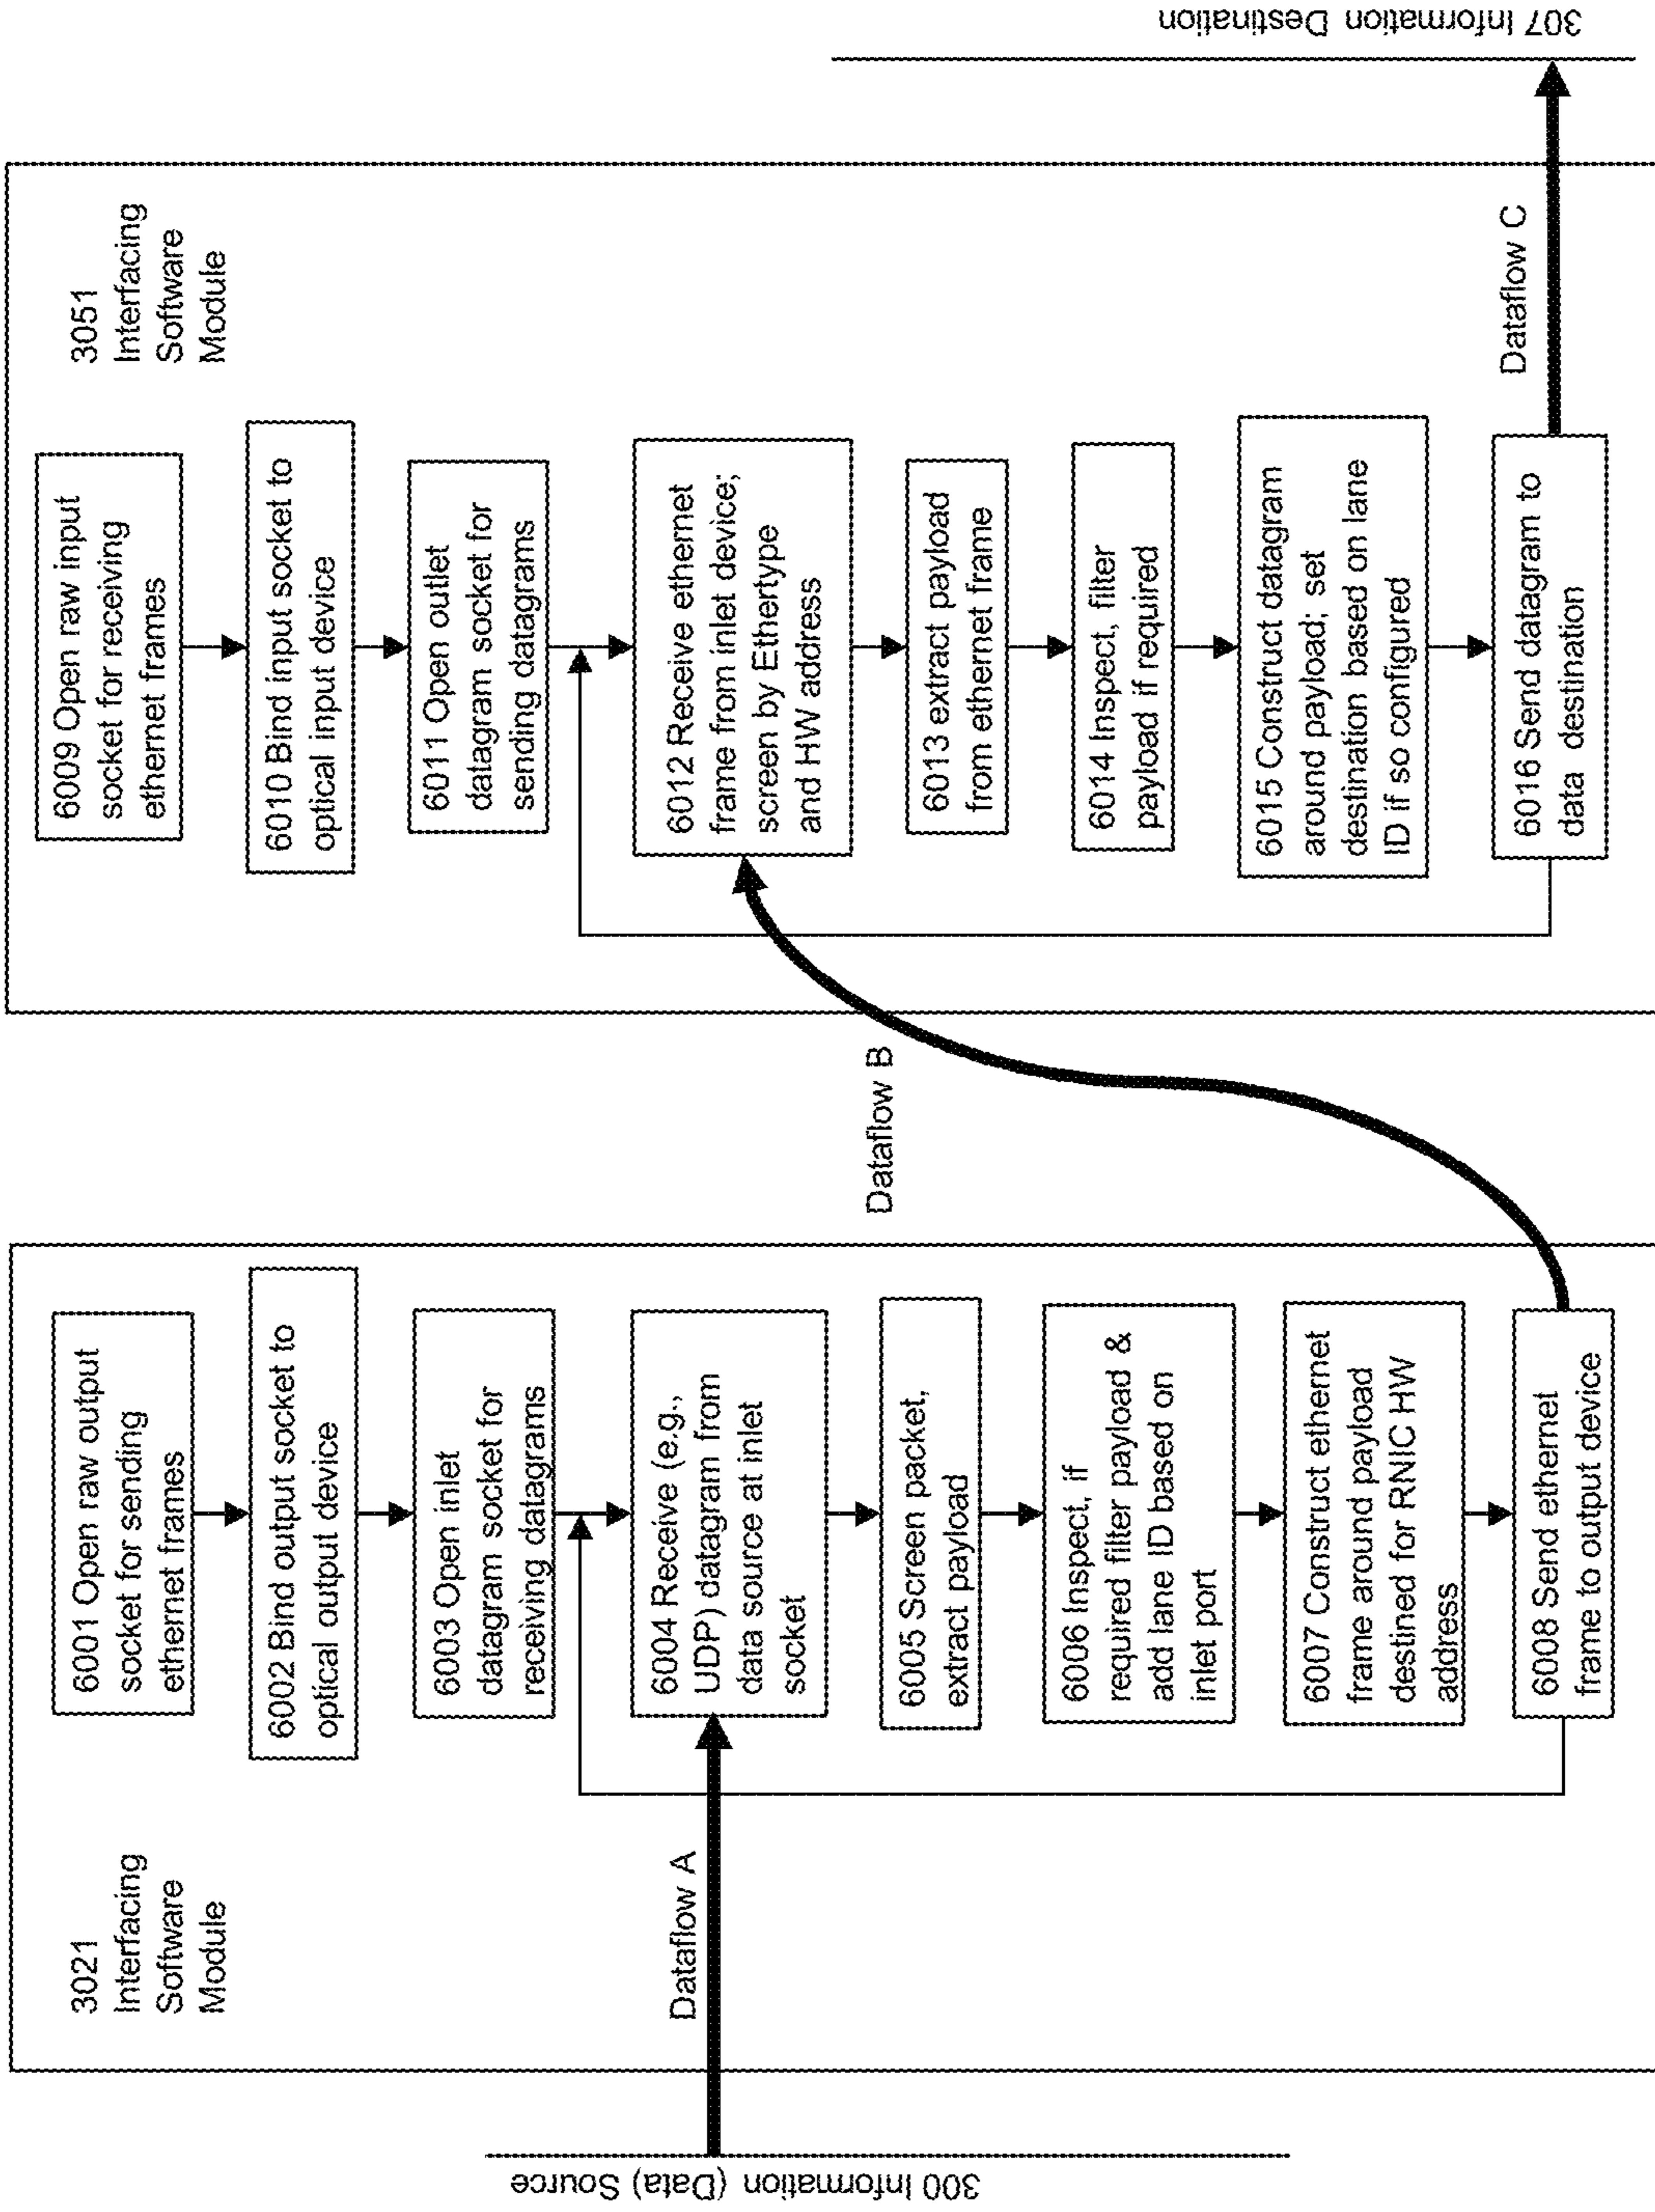 300 Information (Data) Source
3021
Interfacing
Software
Module
Dataflow A
6001 Open raw output
socket for sending
ethernet frames
6002 Bind output socket to
optical output device
6003 Open inlet
datagram socket for
receiving datagrams
6004 Receive (e.g.,
UDP) datagram from
data source at inlet
socket
6005 Screen packet,
extract payload
6006 Inspect, if
required filter payload &
add lane ID based on
inlet port
6007 Construct ethernet
frame around payload
destined for RNIC HW
address
6008 Send ethernet
frame to output device
Dataflow B
3051
Interfacing
Software
Module
6009 Open raw input
socket for receiving
ethernet frames
6010 Bind input socket to
optical input device
6011 Open outlet
datagram socket for
sending datagrams
6012 Receive ethernet
frame from inlet device;
screen by Ethertype
and HW address
6013 extract payload
from ethernet frame
6014 Inspect, filter
payload if required
6015 Construct datagram
around payload; set
destination based on lane
ID if so configured
6016 Send datagram to
data destination
Dataflow C
307 Information Destination